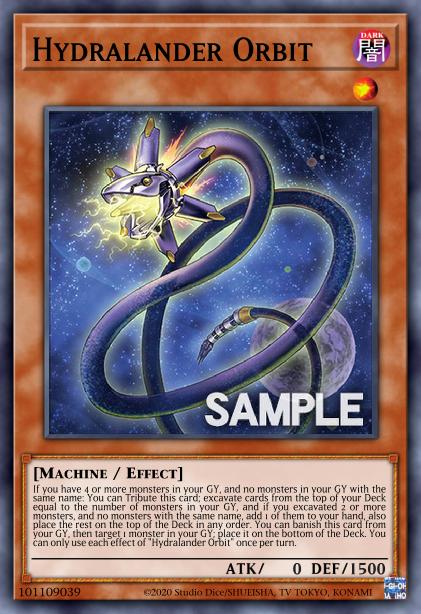 HYDRALANDER ORBIT
DARK
闇
SAMPLE
[MACHINE / EFFECT]
If you have 4 or more monsters in your GY, and no monsters in your GY with the
same name: You can Tribute this card; excavate cards from the top of your Deck
equal to the number of monsters in your GY, and if you excavated 2 or more
monsters, and no monsters with the same name, add 1 of them to your hand, also
place the rest on the top of the Deck in any order. You can banish this card from
your GY, then target 1 monster in your GY; place it on the bottom of the Deck. You
can only use each effect of "Hydralander Orbit" once per turn.
ATK/ 0 DEF/1500
101109039
©2020 Studio Dice/SHUEISHA, TV TOKYO, KONAMI